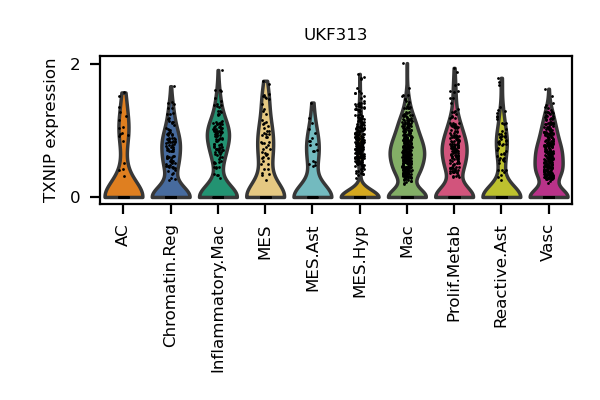 UKF313
TXNIP expression
2
0
AC
Chromatin.Reg
Inflammatory.Mac
MES
MES.Ast
MES.Hyp
Mac
Prolif.Metab
Reactive.Ast
Vasc